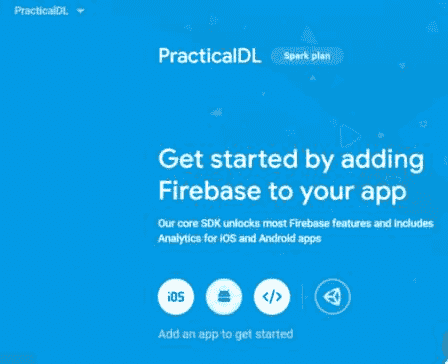 PracticalDL
PracticalDL Spark plan
Get started by adding
Firebase to your app
Our core SDK unlocks most Firebase features and includes
Analytics for iOS and Android apps
iOS </>
Add an app to get started